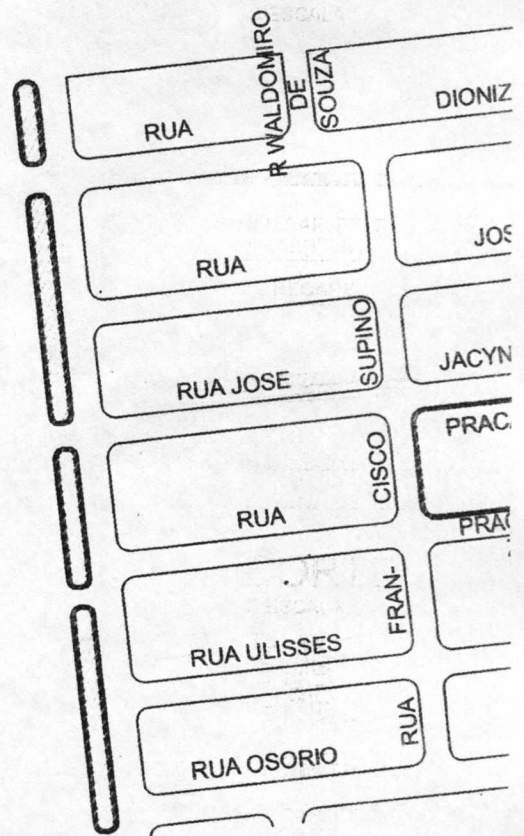 R WALDOMIRO
DE
SOUZA
RUA
DIONIZ
RUA
JOS
RUA JOSE
SUPINO
JACYN
PRAC
RUA
CISCO
PRAC
RUA ULISSES
FRAN-
RUA OSORIO
RUA